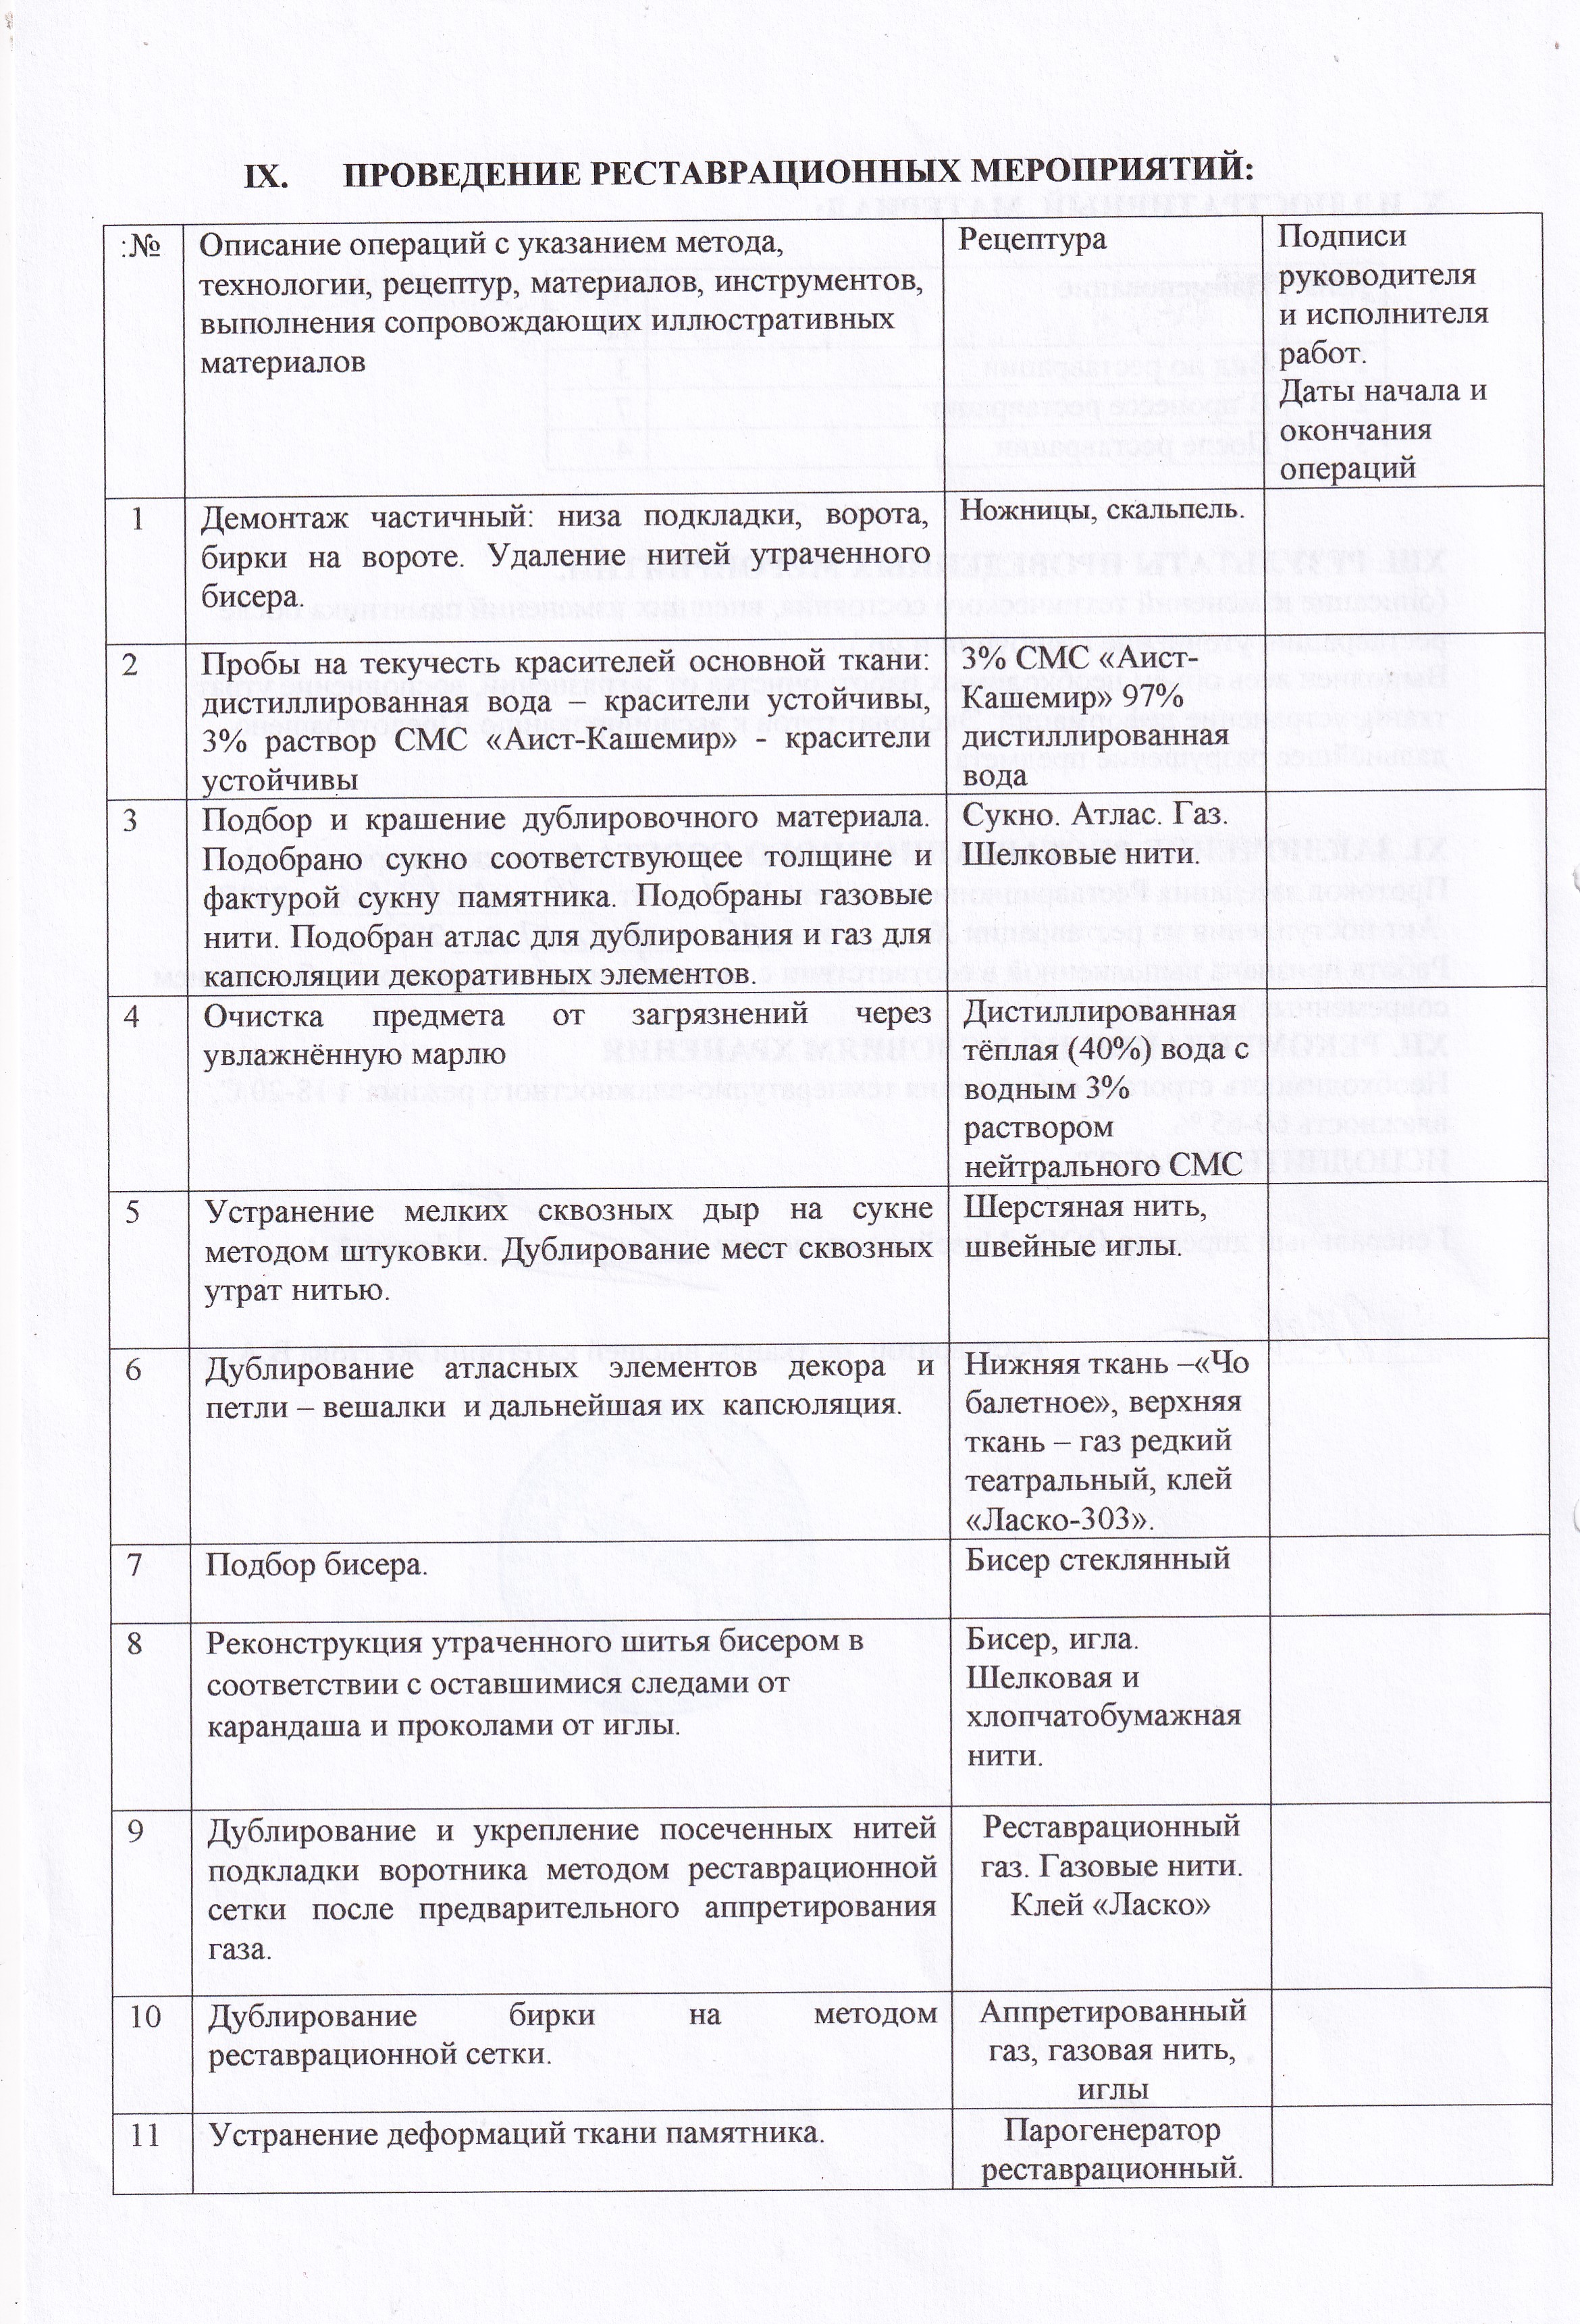 IX. ПРОВЕДЕНИЕ РЕСТАВРАЦИОННЫХ МЕРОПРИЯТИЙ:
:№
Описание операций с указанием метода,
технологии, рецептур, материалов, инструментов,
выполнения сопровождающих иллюстративных
материалов
Рецептура
Подписи
руководителя
и исполнителя
работ.
Даты начала и
окончания
операций
1
Демонтаж частичный: низа подкладки, ворота,
бирки на вороте. Удаление нитей утраченного
бисера.
Ножницы, скальпель.
2
Пробы на текучесть красителей основной ткани:
дистиллированная вода – красители устойчивы,
3% раствор СМС «Аист-Кашемир» - красители
устойчивы
3% СМС «Аист-
Кашемир» 97%
дистиллированная
вода
3
Подбор и крашение дублировочного материала.
Подобрано сукно соответствующее толщине и
фактурой сукну памятника. Подобраны газовые
нити. Подобран атлас для дублирования и газ для
капсюляции декоративных элементов.
Сукно. Атлас. Газ.
Шелковые нити.
4
Очистка предмета от загрязнений через
увлажнённую марлю
Дистиллированная
тёплая (40%) вода с
водным 3%
раствором
нейтрального СМС
5
Устранение мелких сквозных дыр на сукне
методом штуковки. Дублирование мест сквозных
утрат нитью.
Шерстяная нить,
швейные иглы.
6
Дублирование атласных элементов декора и
петли – вешалки и дальнейшая их капсюляция.
Нижняя ткань –«Чо
балетное», верхняя
ткань – газ редкий
театральный, клей
«Ласко-303».
7
Подбор бисера.
Бисер стеклянный
8
Реконструкция утраченного шитья бисером в
соответствии с оставшимися следами от
карандаша и проколами от иглы.
Бисер, игла.
Шелковая и
хлопчатобумажная
нити.
9
Дублирование и укрепление посеченных нитей
подкладки воротника методом реставрационной
сетки после предварительного аппретирования
газа.
Реставрационный
газ. Газовые нити.
Клей «Ласко»
10
Дублирование бирки на методом
реставрационной сетки.
Аппретированный
газ, газовая нить,
иглы
11
Устранение деформаций ткани памятника.
Парогенератор
реставрационный.